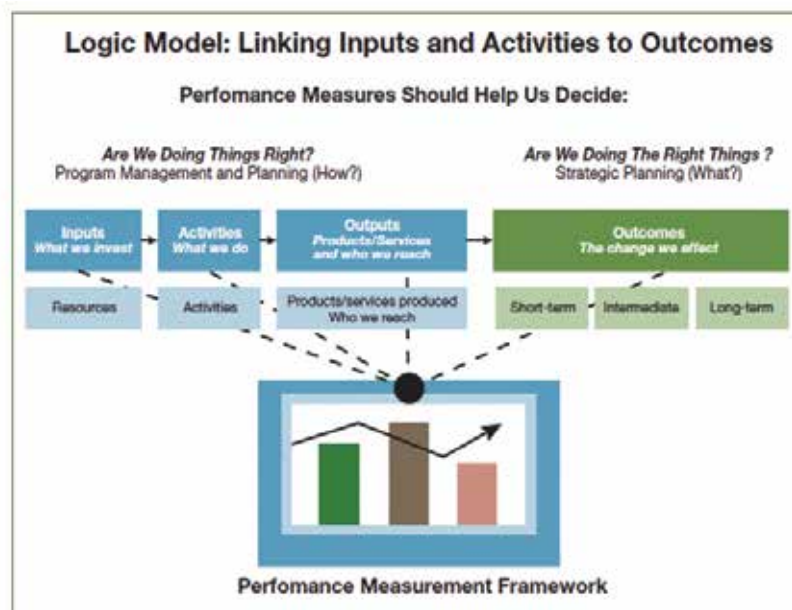 Logic Model: Linking Inputs and Activities to Outcomes
Perfomance Measures Should Help Us Decide:
Are We Doing Things Right?
Program Management and Planning (How?)
Are We Doing The Right Things ?
Strategic Planning (What?)
Inputs
What we invest
Activities
What we do
Outputs
Products/Services
and who we reach
Outcomes
The change we effect
Resources
Activities
Products/services produced
Who we reach
Short-term
Intermediate
Long-term
Perfomance Measurement Framework